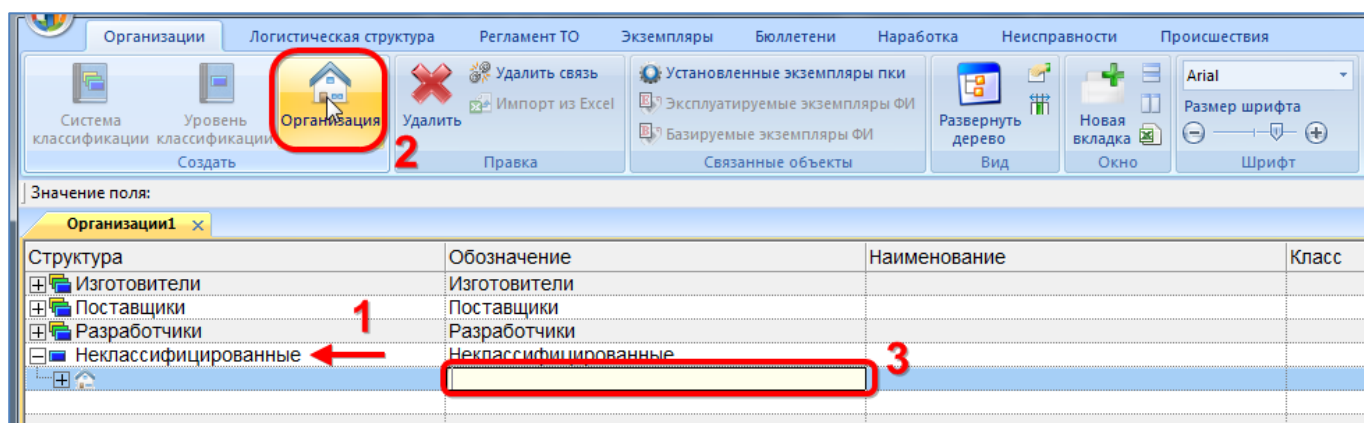 Организации Логистическая структура Регламент ТО Экземпляры Бюллетени Наработка Неисправности Происшествия
Система классификации
Уровень классификации
Организация
2
Создать
Удалить
Удалить связь
Импорт из Excel
Правка
Установленные экземпляры пки
Эксплуатируемые экземпляры ФИ
Базируемые экземпляры ФИ
Связанные объекты
Развернуть
дерево
Вид
Новая
вкладка
Окно
Arial
Размер шрифта
Шрифт
Значение поля:
Организации1
Структура Обозначение Наименование Класс
Изготовители Изготовители
Поставщики Поставщики
Разработчики Разработчики
1
Неклассифицированные Неклассифицированные
3